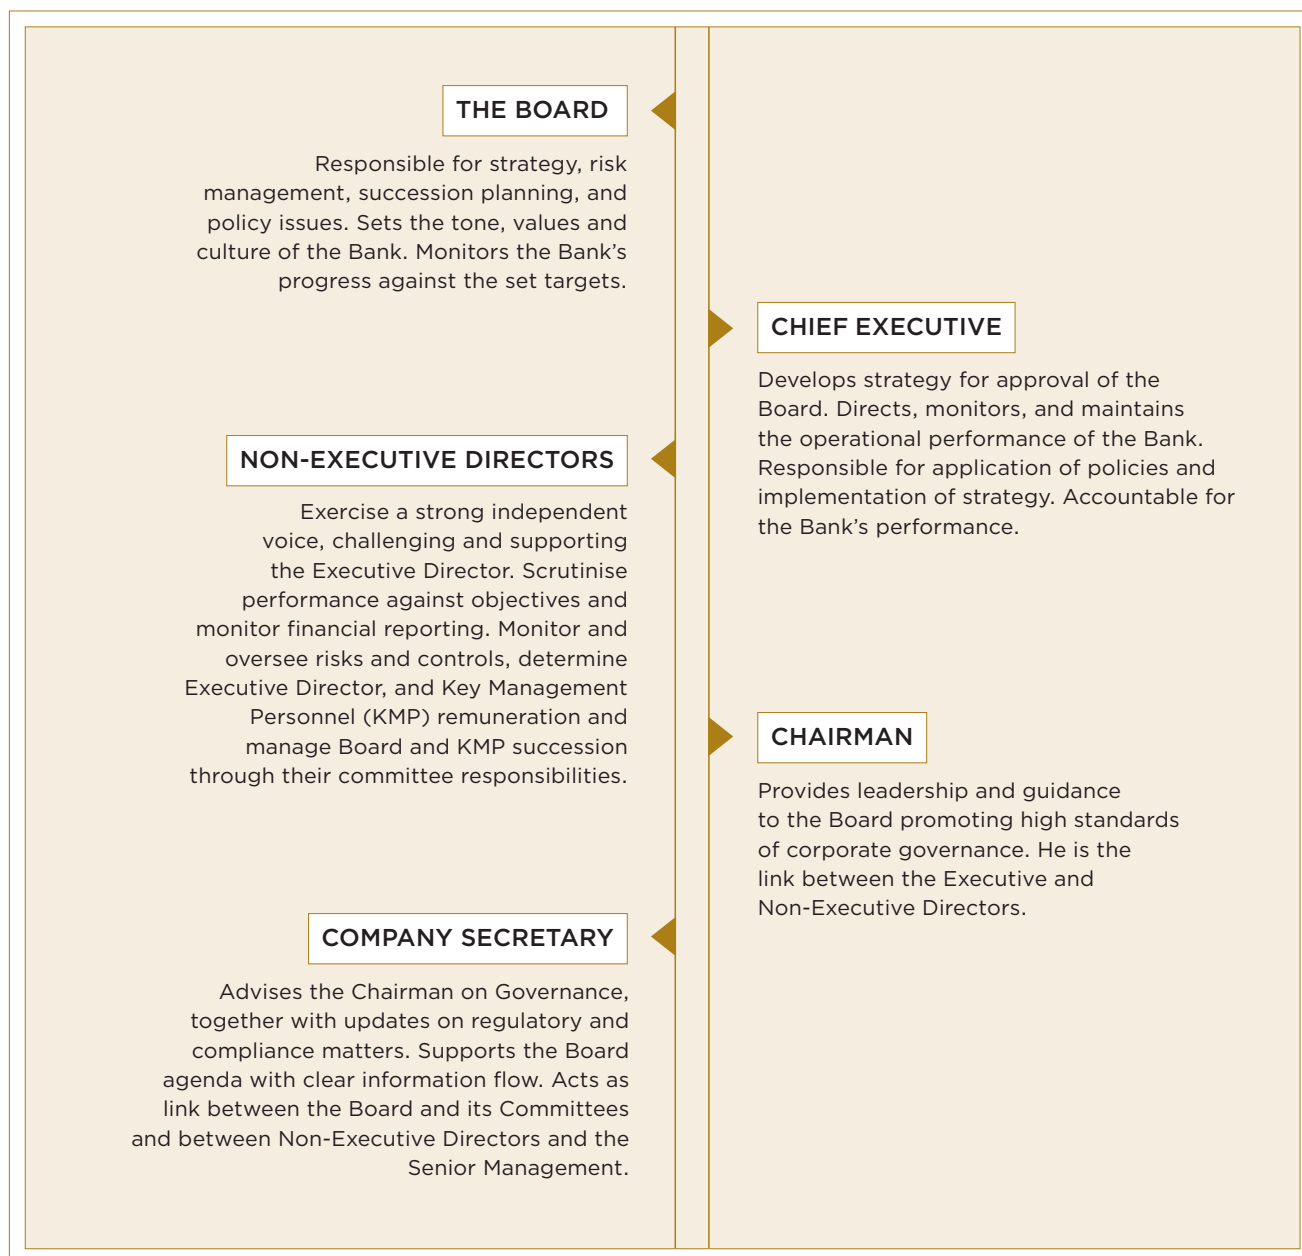 THE BOARD
Responsible for strategy, risk
management, succession planning, and
policy issues. Sets the tone, values and
culture of the Bank. Monitors the Bank’s
progress against the set targets.
CHIEF EXECUTIVE
Develops strategy for approval of the
Board. Directs, monitors, and maintains
the operational performance of the Bank.
Responsible for application of policies and
implementation of strategy. Accountable for
the Bank’s performance.
NON-EXECUTIVE DIRECTORS
Exercise a strong independent
voice, challenging and supporting
the Executive Director. Scrutinise
performance against objectives and
monitor financial reporting. Monitor and
oversee risks and controls, determine
Executive Director, and Key Management
Personnel (KMP) remuneration and
manage Board and KMP succession
through their committee responsibilities.
CHAIRMAN
Provides leadership and guidance
to the Board promoting high standards
of corporate governance. He is the
link between the Executive and
Non-Executive Directors.
COMPANY SECRETARY
Advises the Chairman on Governance,
together with updates on regulatory and
compliance matters. Supports the Board
agenda with clear information flow. Acts as
link between the Board and its Committees
and between Non-Executive Directors and the
Senior Management.